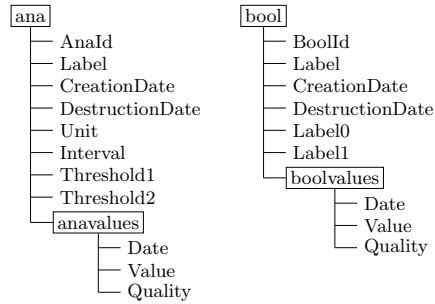 ana
AnaId
Label
CreationDate
DestructionDate
Unit
Interval
Threshold1
Threshold2
anavalues
Date
Value
Quality
bool
BoolId
Label
CreationDate
DestructionDate
Label0
Label1
boolvalues
Date
Value
Quality